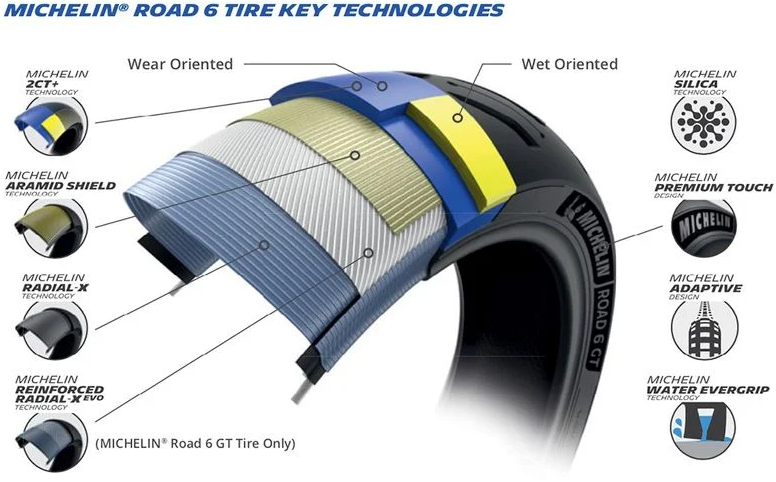 MICHELIN® ROAD 6 TIRE KEY TECHNOLOGIES
Wear Oriented
Wet Oriented
MICHELIN
2CT+
TECHNOLOGY
MICHELIN
ARAMID SHIELD
TECHNOLOGY
MICHELIN
RADIAL-X
TECHNOLOGY
MICHELIN
REINFORCED
RADIAL-X EVO
TECHNOLOGY
(MICHELIN® Road 6 GT Tire Only)
MICHELIN
SILICA
TECHNOLOGY
MICHELIN
PREMIUM TOUCH
DESIGN
MICHELIN
MICHELIN
ADAPTIVE
DESIGN
MICHELIN
WATER EVERGRIP
TECHNOLOGY
MICHELIN ROAD 6 GT